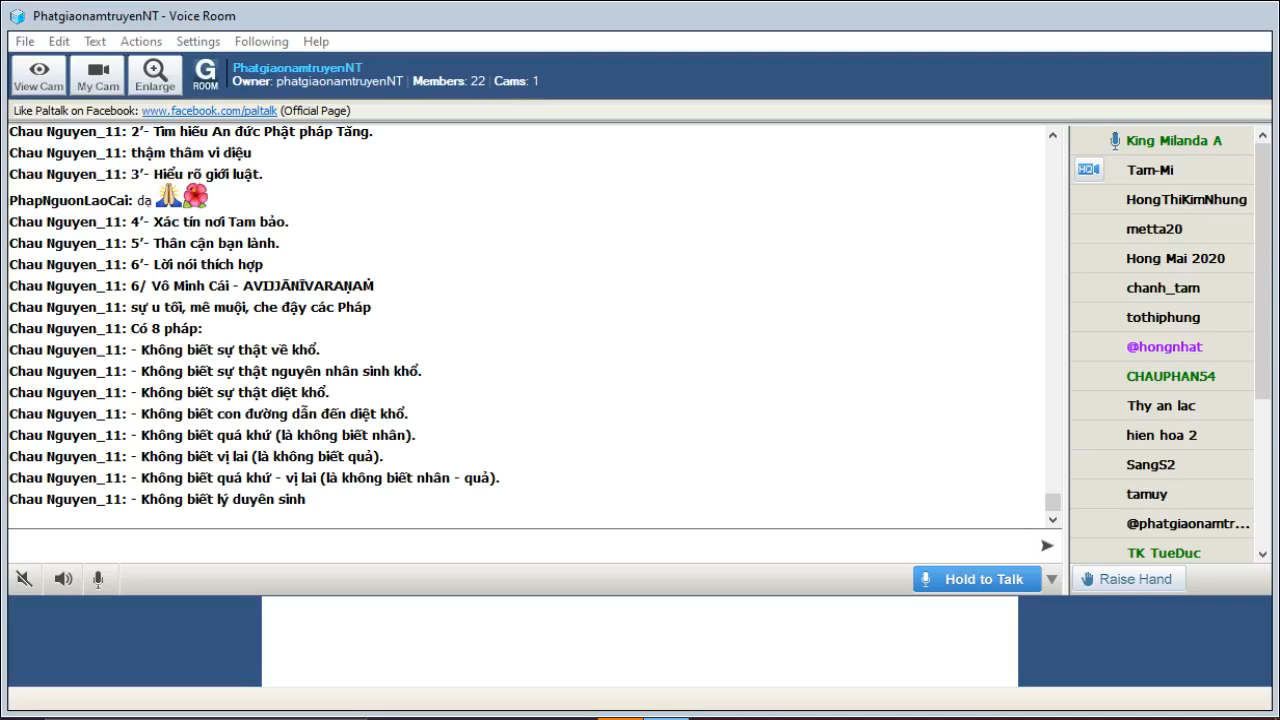 PhatgiaonamtruyenNT - Voice Room
File Edit Text Actions Settings Following Help
View Cam My Cam Enlarge G ROOM
PhatgiaonamtruyenNT
Owner: phatgiaonamtruyenNT | Members: 22 | Cams: 1
Like Paltalk on Facebook: www.facebook.com/paltalk (Official Page)
Chau Nguyen_11: 2’- Tìm hiểu Ân đức Phật pháp Tăng.
Chau Nguyen_11: thậm thâm vi diệu
Chau Nguyen_11: 3’- Hiểu rõ giới luật.
PhapNguonLaoCai: dạ
Chau Nguyen_11: 4’- Xác tín nơi Tam bảo.
Chau Nguyen_11: 5’- Thân cận bạn lành.
Chau Nguyen_11: 6’- Lời nói thích hợp
Chau Nguyen_11: 6/ Vô Minh Cái - AVIJJĀNĪVARAṆAṀ
Chau Nguyen_11: sự u tối, mê muội, che đậy các Pháp
Chau Nguyen_11: Có 8 pháp:
Chau Nguyen_11: - Không biết sự thật về khổ.
Chau Nguyen_11: - Không biết sự thật nguyên nhân sinh khổ.
Chau Nguyen_11: - Không biết sự thật diệt khổ.
Chau Nguyen_11: - Không biết con đường dẫn đến diệt khổ.
Chau Nguyen_11: - Không biết quá khứ (là không biết nhân).
Chau Nguyen_11: - Không biết vị lai (là không biết quả).
Chau Nguyen_11: - Không biết quá khứ - vị lai (là không biết nhân - quả).
Chau Nguyen_11: - Không biết lý duyên sinh
King Milanda A
HQ
Tam-Mi
HongThiKimNhung
metta20
Hong Mai 2020
chanh_tam
tothiphung
@hongnhat
CHAUPHAN54
Thy an lac
hien hoa 2
SangS2
tamuy
@phatgiaonamtr...
TK TueDuc
Hold to Talk
Raise Hand